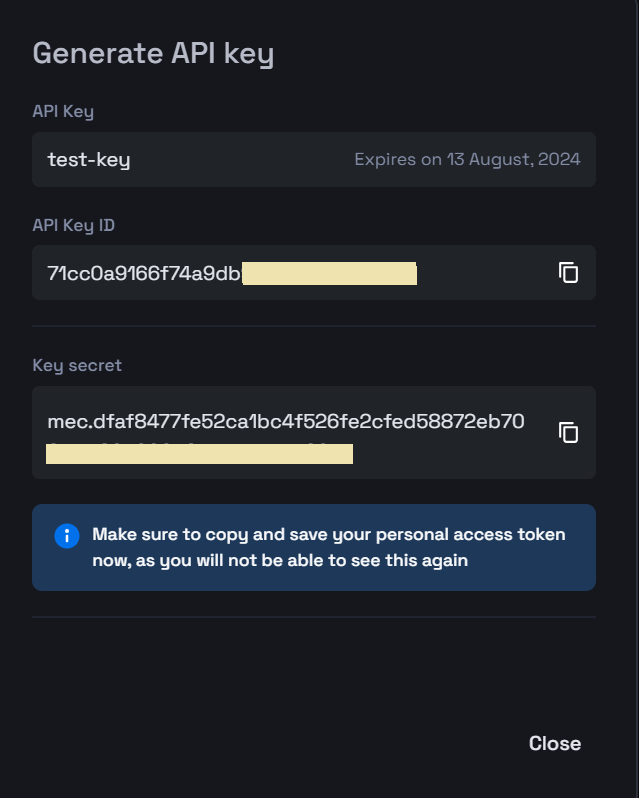 Generate API key
API Key
test-key
Expires on 13 August, 2024
API Key ID
71cc0a9166f74a9db
Key secret
mec.dfaf8477fe52ca1bc4f526fe2cfed58872eb70
Make sure to copy and save your personal access token
now, as you will not be able to see this again
Close